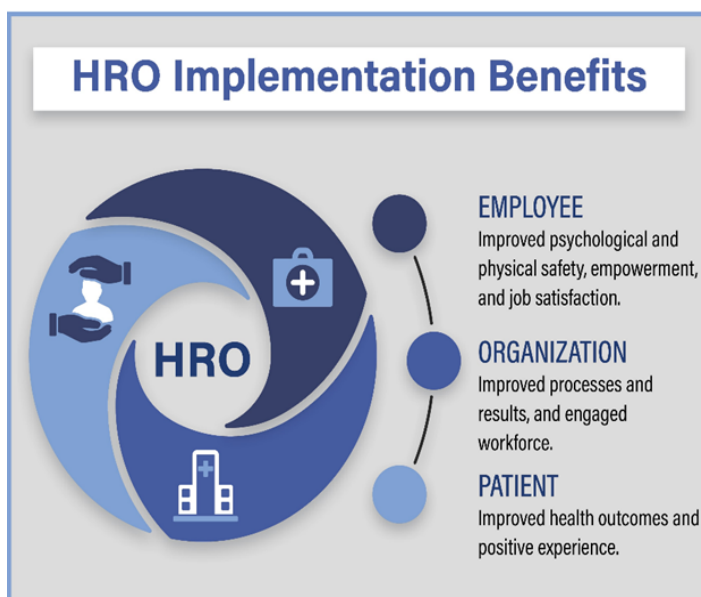 HRO Implementation Benefits
HRO
EMPLOYEE
Improved psychological and
physical safety, empowerment,
and job satisfaction.
ORGANIZATION
Improved processes and
results, and engaged
workforce.
PATIENT
Improved health outcomes and
positive experience.